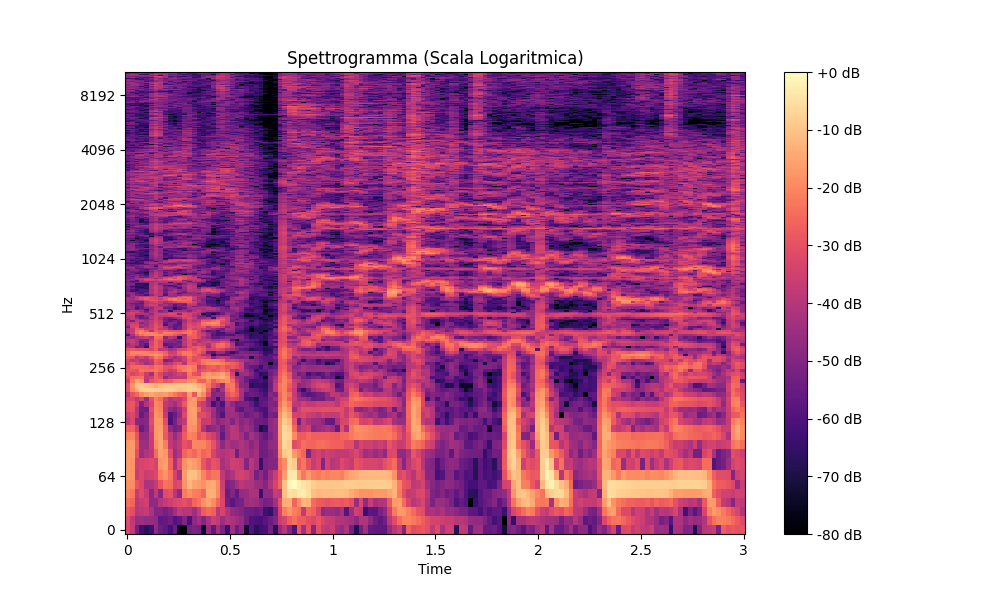 Spettrogramma (Scala Logaritmica)
Hz
8192
4096
2048
1024
512
256
128
64
0
0
0.5
1
1.5
2
2.5
3
Time
+0 dB
-10 dB
-20 dB
-30 dB
-40 dB
-50 dB
-60 dB
-70 dB
-80 dB